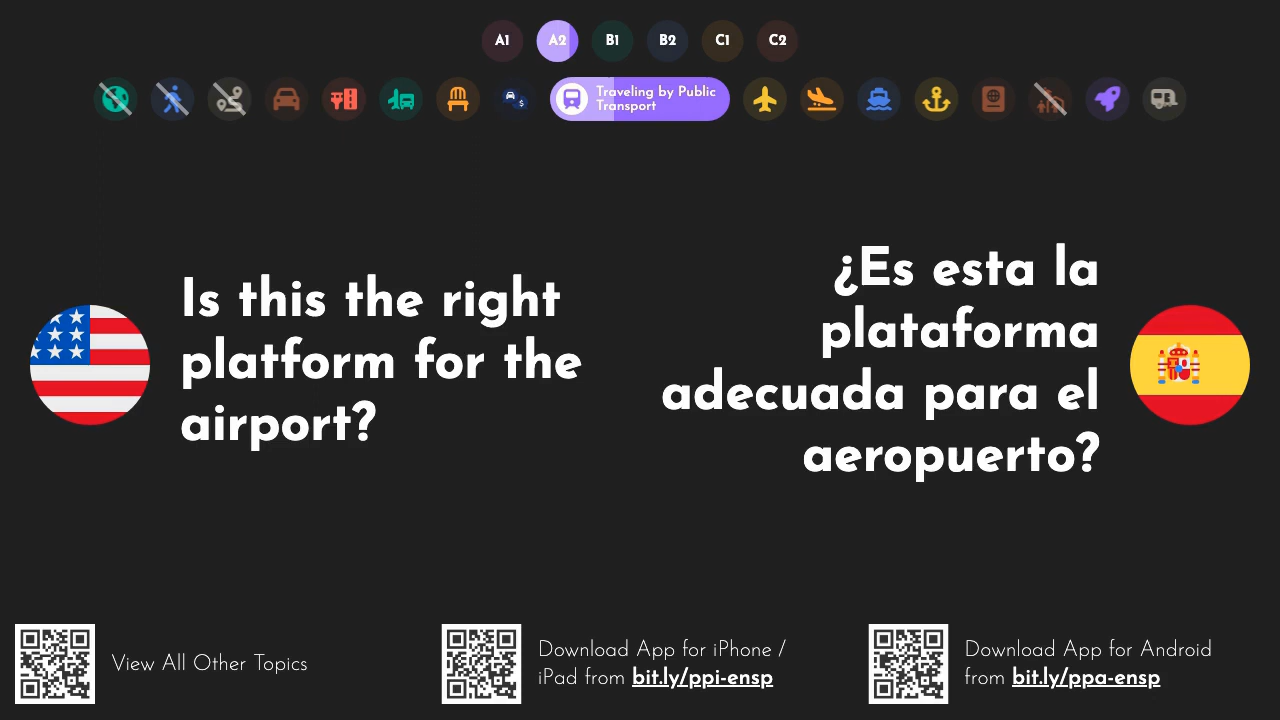 A1 A2 B1 B2 C1 C2
Traveling by Public
Transport
Is this the right
platform for the
airport?
¿Es esta la
plataforma
adecuada para el
aeropuerto?
View All Other Topics
Download App for iPhone /
iPad from bit.ly/ppi-ensp
Download App for Android
from bit.ly/ppa-ensp